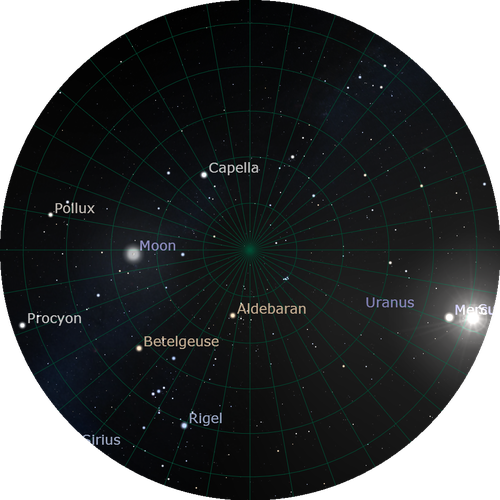 Capella
Pollux
Moon
Uranus
Aldebaran
Procyon
Betelgeuse
Rigel
Sirius